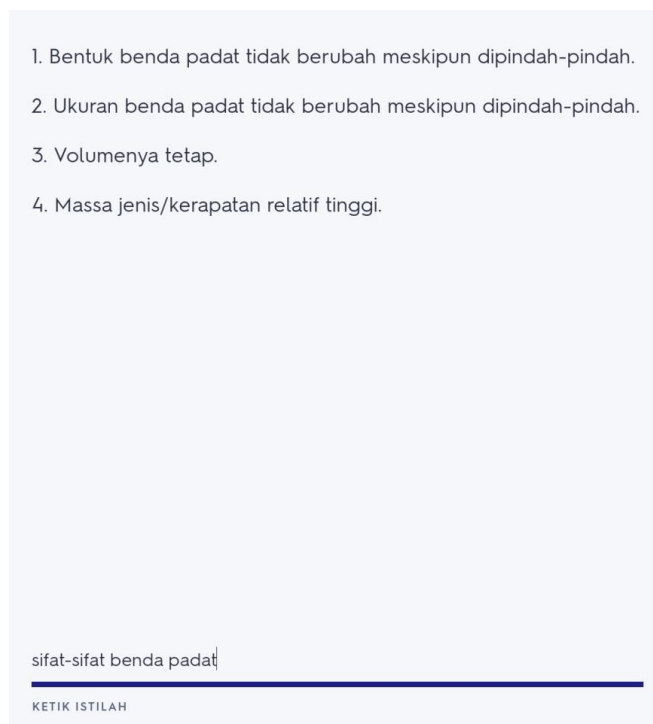 1. Bentuk benda padat tidak berubah meskipun dipindah-pindah.
2. Ukuran benda padat tidak berubah meskipun dipindah-pindah.
3. Volumenya tetap.
4. Massa jenis/kerapatan relatif tinggi.
sifat-sifat benda padat
KETIK ISTILAH